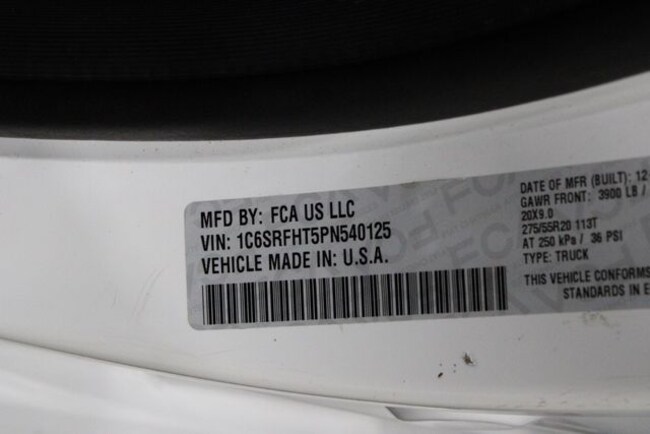 MFD BY: FCA US LLC
VIN: 1C6SRFHT5PN540125
VEHICLE MADE IN: U.S.A.
DATE OF MFR (BUILT): 12
GAWR FRONT: 3900 LB /
20X9.0
275/55R20 113T
AT 250 kPa / 36 PSI
TYPE: TRUCK
THIS VEHICLE CONFORMS
STANDARDS IN E